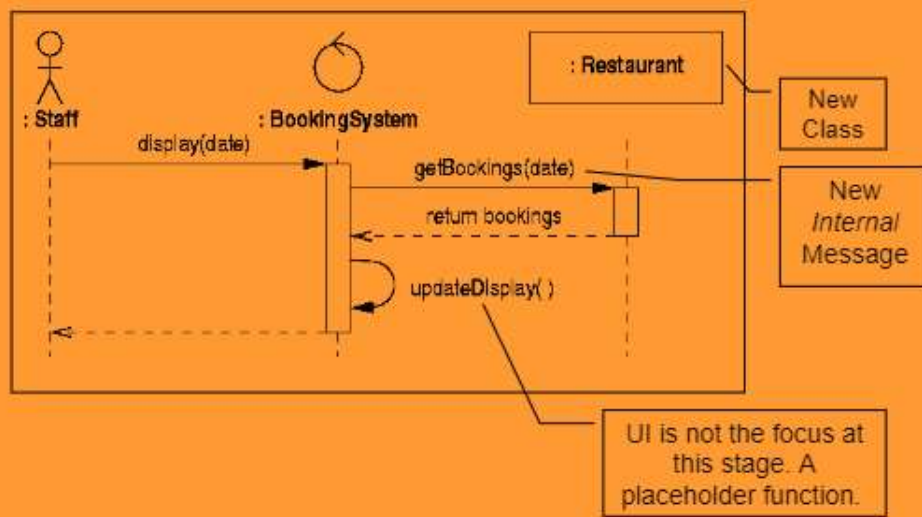 : Restaurant
: Staff
: BookingSystem
New
Class
display(date)
getBookings(date)
New
Internal
Message
return bookings
updateDisplay( )
UI is not the focus at
this stage. A
placeholder function.